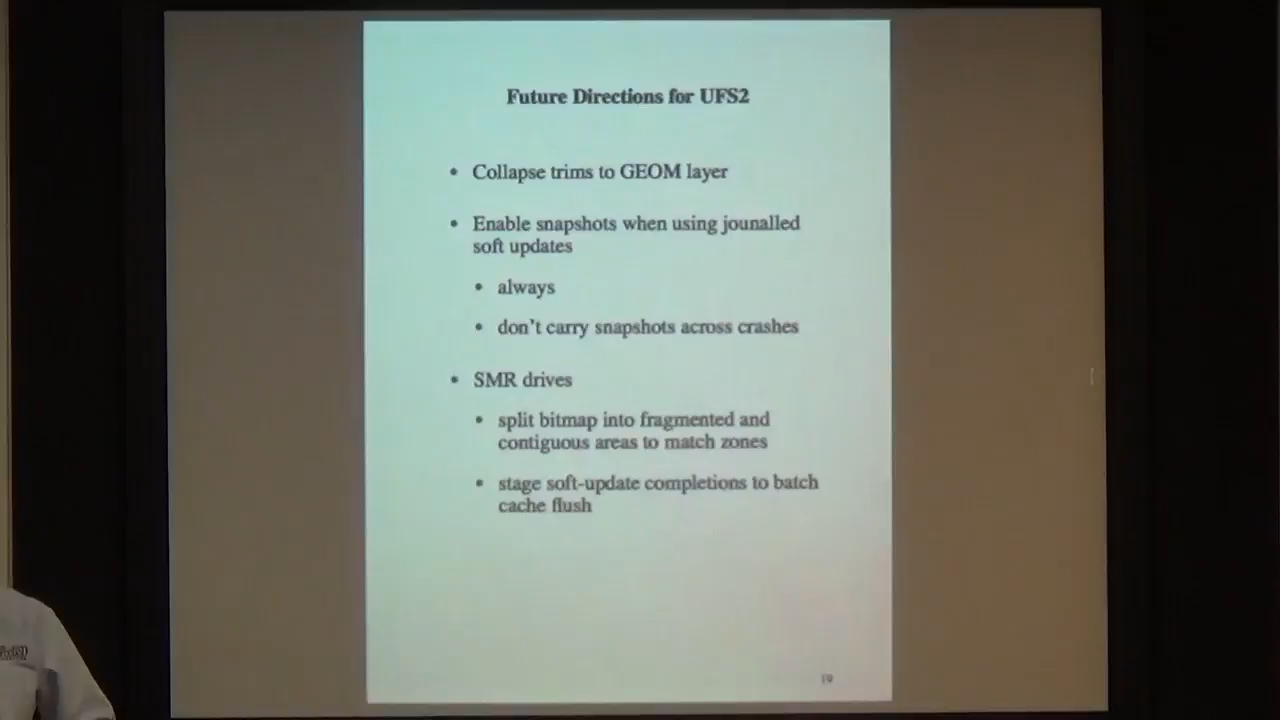 Future Directions for UFS2
• Collapse trims to GEOM layer
• Enable snapshots when using jounalled
soft updates
• always
• don't carry snapshots across crashes
• SMR drives
• split bitmap into fragmented and
contiguous areas to match zones
• stage soft-update completions to batch
cache flush
19